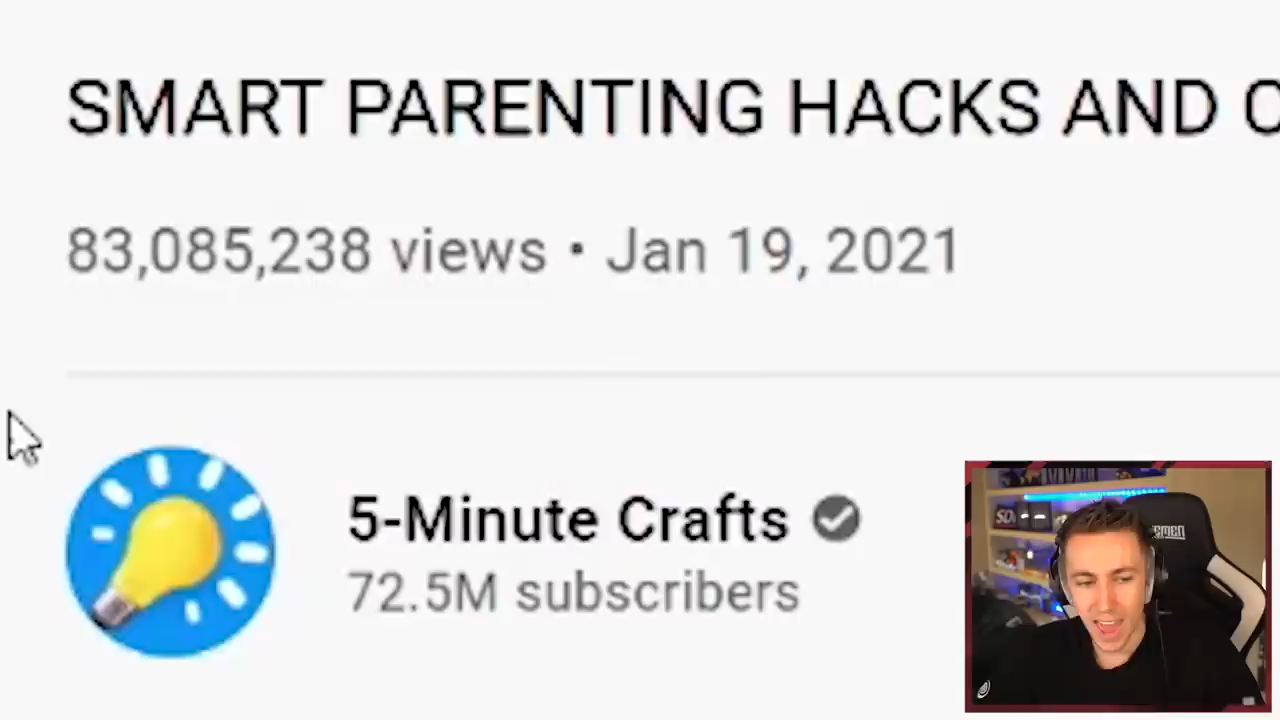 SMART PARENTING HACKS AND
83,085,238 views • Jan 19, 2021
5-Minute Crafts
72.5M subscribers